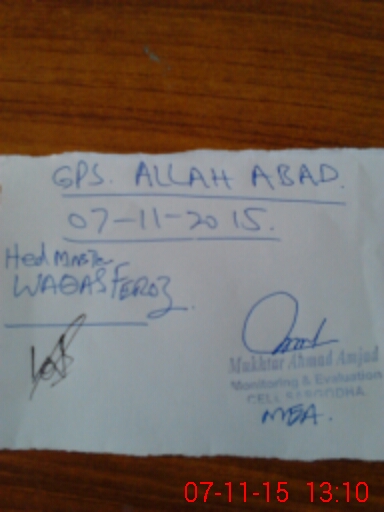 GPS. ALLAH ABAD.
07-11-2015.
Hed Master
WAQAS FEROZ.
Mukhtar Ahmad Amjad
Monitoring & Evaluation
CELL SARGODHA
MEA.
07-11-15 13:10